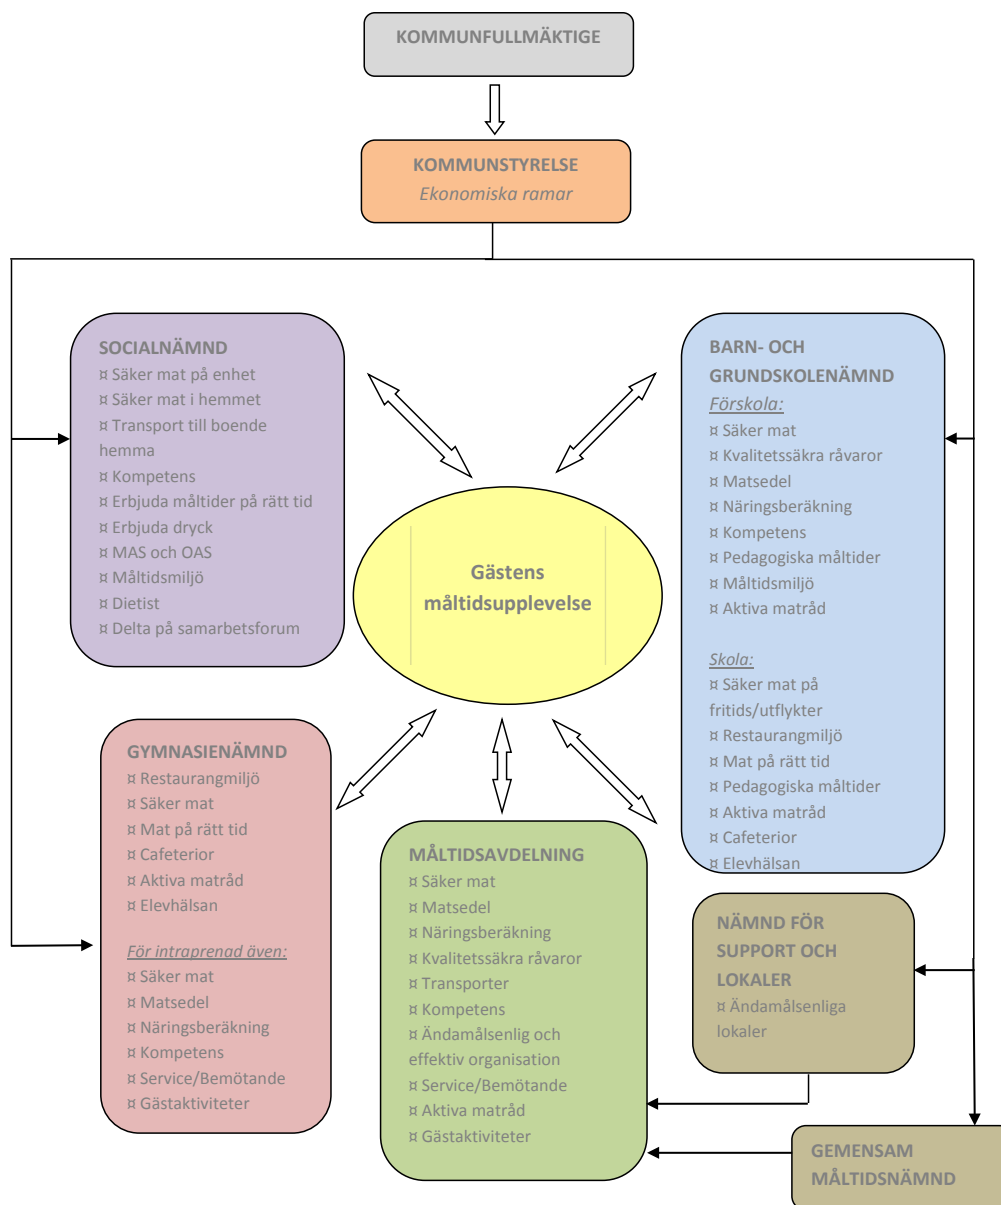 KOMMUNFULLMÄKTIGE
KOMMUNSTYRELSE
Ekonomiska ramar
SOCIALNÄMND
¤ Säker mat på enhet
¤ Säker mat i hemmet
¤ Transport till boende
hemma
¤ Kompetens
¤ Erbjuda måltider på rätt tid
¤ Erbjuda dryck
¤ MAS och OAS
¤ Måltidsmiljö
¤ Dietist
¤ Delta på samarbetsforum
BARN- OCH
GRUNDSKOLENÄMND
Förskola:
¤ Säker mat
¤ Kvalitetssäkra råvaror
¤ Matsedel
¤ Näringsberäkning
¤ Kompetens
¤ Pedagogiska måltider
¤ Måltidsmiljö
¤ Aktiva matråd
Skola:
¤ Säker mat på
fritids/utflykter
¤ Restaurangmiljö
¤ Mat på rätt tid
¤ Pedagogiska måltider
¤ Aktiva matråd
¤ Cafeterior
¤ Elevhälsan
Gästens
måltidsupplevelse
GYMNASIENÄMND
¤ Restaurangmiljö
¤ Säker mat
¤ Mat på rätt tid
¤ Cafeterior
¤ Aktiva matråd
¤ Elevhälsan
För intraprenad även:
¤ Säker mat
¤ Matsedel
¤ Näringsberäkning
¤ Kompetens
¤ Service/Bemötande
¤ Gästaktiviteter
MÅLTIDSAVDELNING
¤ Säker mat
¤ Matsedel
¤ Näringsberäkning
¤ Kvalitetssäkra råvaror
¤ Transporter
¤ Kompetens
¤ Ändamålsenlig och
effektiv organisation
¤ Service/Bemötande
¤ Aktiva matråd
¤ Gästaktiviteter
NÄMND FÖR
SUPPORT OCH
LOKALER
¤ Ändamålsenliga
lokaler
GEMENSAM
MÅLTIDSNÄMND